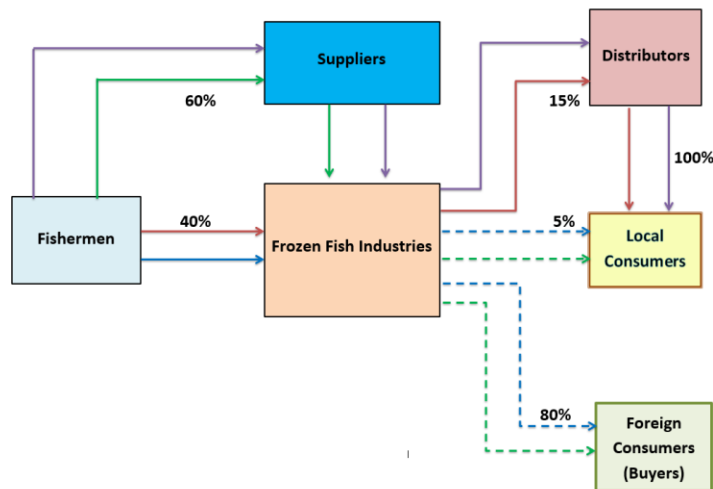 Suppliers
Distributors
60%
15%
100%
Fishermen
40%
Frozen Fish Industries
5%
Local
Consumers
80%
Foreign
Consumers
(Buyers)